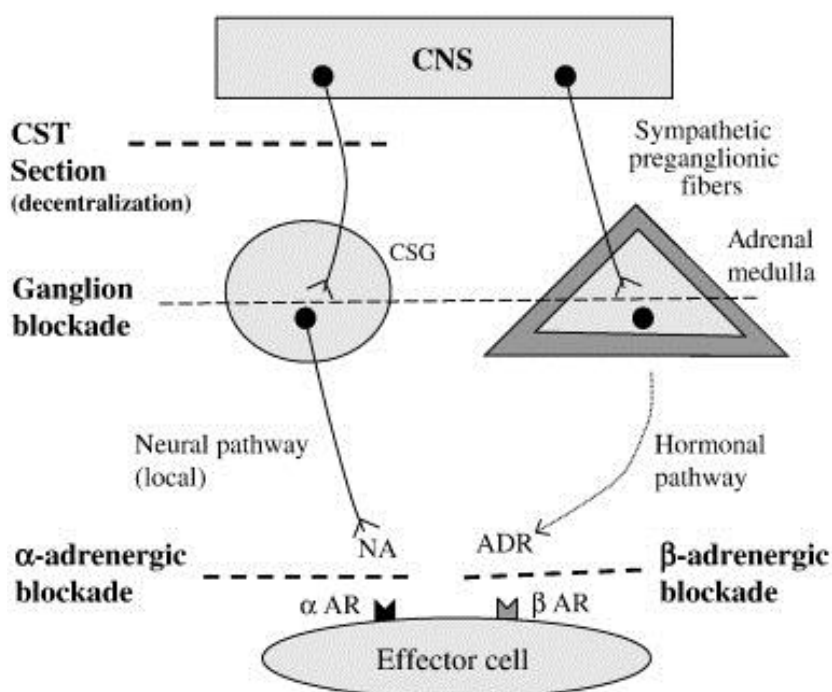 CNS
CST
Section
(decentralization)
Sympathetic
preganglionic
fibers
CSG
Adrenal
medulla
Ganglion
blockade
Neural pathway
(local)
Hormonal
pathway
NA
ADR
α-adrenergic
blockade
β-adrenergic
blockade
α AR
β AR
Effector cell